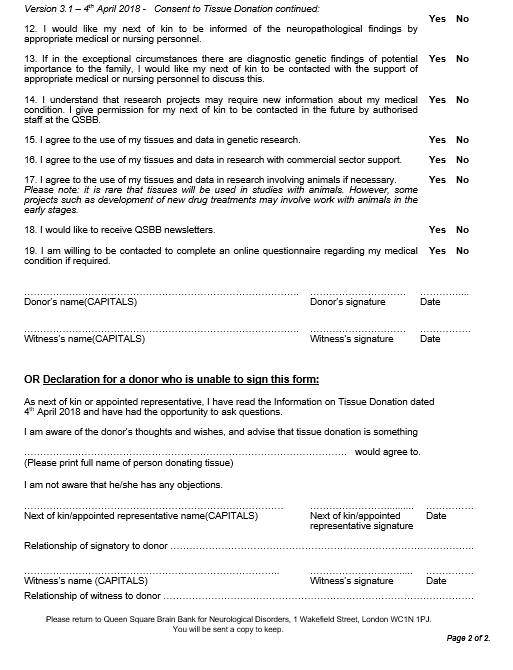 Version 3.1 – 4th April 2018 - Consent to Tissue Donation continued:
Yes No
12. I would like my next of kin to be informed of the neuropathological findings by
appropriate medical or nursing personnel.
13. If in the exceptional circumstances there are diagnostic genetic findings of potential Yes No
importance to the family, I would like my next of kin to be contacted with the support of
appropriate medical or nursing personnel to discuss this.
14. I understand that research projects may require new information about my medical Yes No
condition. I give permission for my next of kin to be contacted in the future by authorised
staff at the QSBB.
15. I agree to the use of my tissues and data in genetic research. Yes No
16. I agree to the use of my tissues and data in research with commercial sector support. Yes No
17. I agree to the use of my tissues and data in research involving animals if necessary. Yes No
Please note: it is rare that tissues will be used in studies with animals. However, some
projects such as development of new drug treatments may involve work with animals in the
early stages.
18. I would like to receive QSBB newsletters. Yes No
19. I am willing to be contacted to complete an online questionnaire regarding my medical Yes No
condition if required.
Donor's name(CAPITALS) Donor's signature Date
Witness's name(CAPITALS) Witness's signature Date
OR Declaration for a donor who is unable to sign this form:
As next of kin or appointed representative, I have read the Information on Tissue Donation dated
4th April 2018 and have had the opportunity to ask questions.
I am aware of the donor's thoughts and wishes, and advise that tissue donation is something
…………………………………………………………………………………. would agree to.
(Please print full name of person donating tissue)
I am not aware that he/she has any objections.
Next of kin/appointed representative name(CAPITALS) Next of kin/appointed Date
representative signature
Relationship of signatory to donor ……………………………………………………………………………….
Witness's name (CAPITALS) Witness's signature Date
Relationship of witness to donor ………………………………………………………………………………….
Please return to Queen Square Brain Bank for Neurological Disorders, 1 Wakefield Street, London WC1N 1PJ.
You will be sent a copy to keep.
Page 2 of 2.